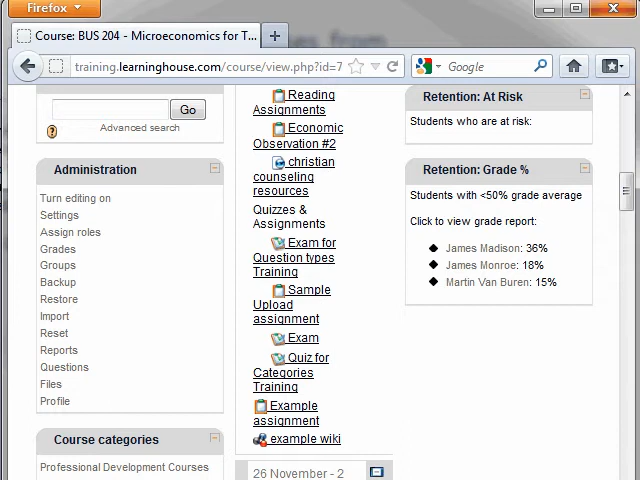 Firefox
Course: BUS 204 - Microeconomics for T...
training.learninghouse.com/course/view.php?id=7
Google
Go
Advanced search
Administration
Turn editing on
Settings
Assign roles
Grades
Groups
Backup
Restore
Import
Reset
Reports
Questions
Files
Profile
Course categories
Professional Development Courses
Reading
Assignments
Economic
Observation #2
christian
counseling
resources
Quizzes &
Assignments
Exam for
Question types
Training
Sample
Upload
assignment
Exam
Quiz for
Categories
Training
Example
assignment
example wiki
26 November - 2
Retention: At Risk
Students who are at risk:
Retention: Grade %
Students with <50% grade average
Click to view grade report:
James Madison: 36%
James Monroe: 18%
Martin Van Buren: 15%